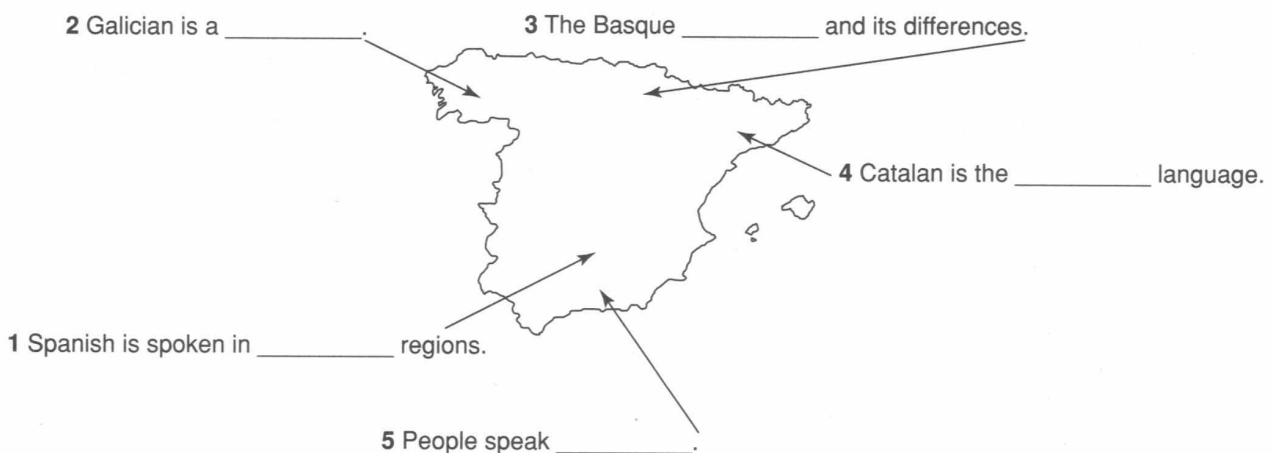 2 Galician is a __________.
3 The Basque __________ and its differences.
4 Catalan is the __________ language.
1 Spanish is spoken in __________ regions.
5 People speak __________.